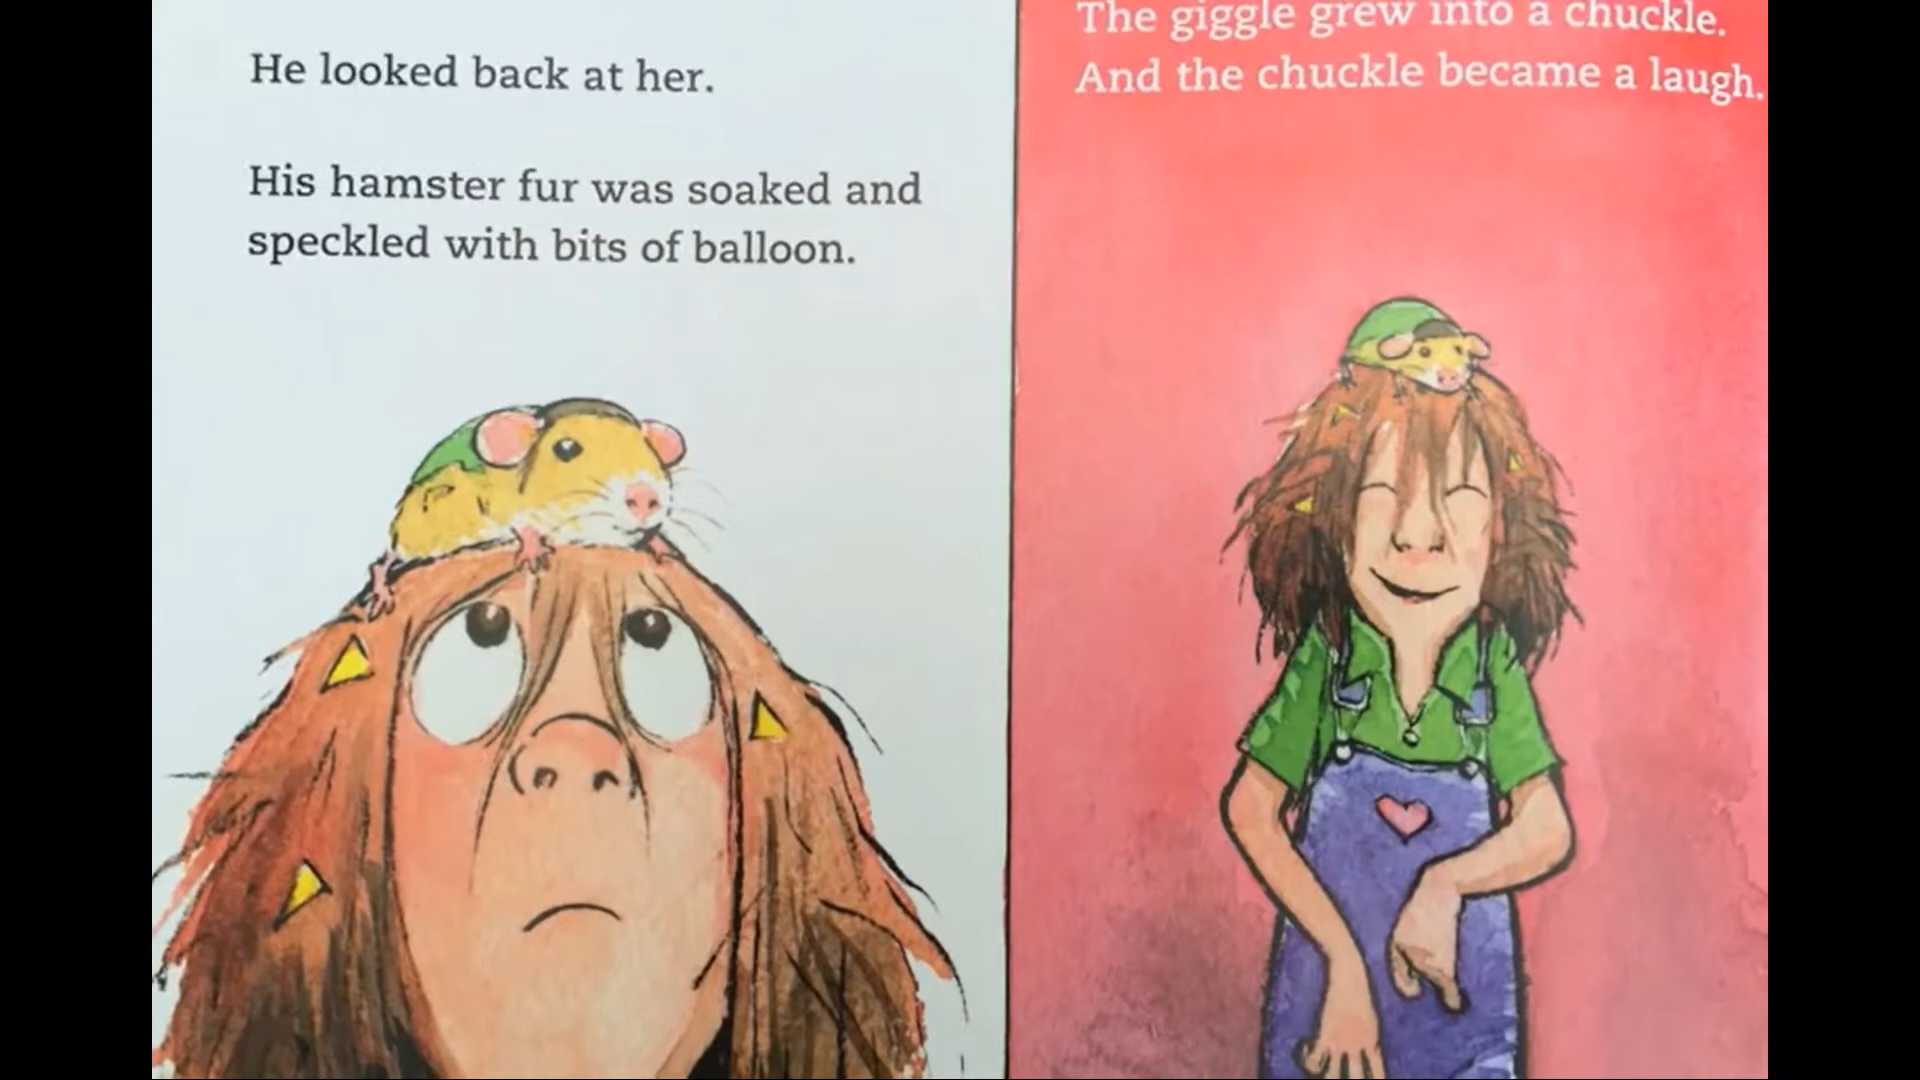 He looked back at her.
His hamster fur was soaked and
speckled with bits of balloon.
The giggle grew into a chuckle.
And the chuckle became a laugh.